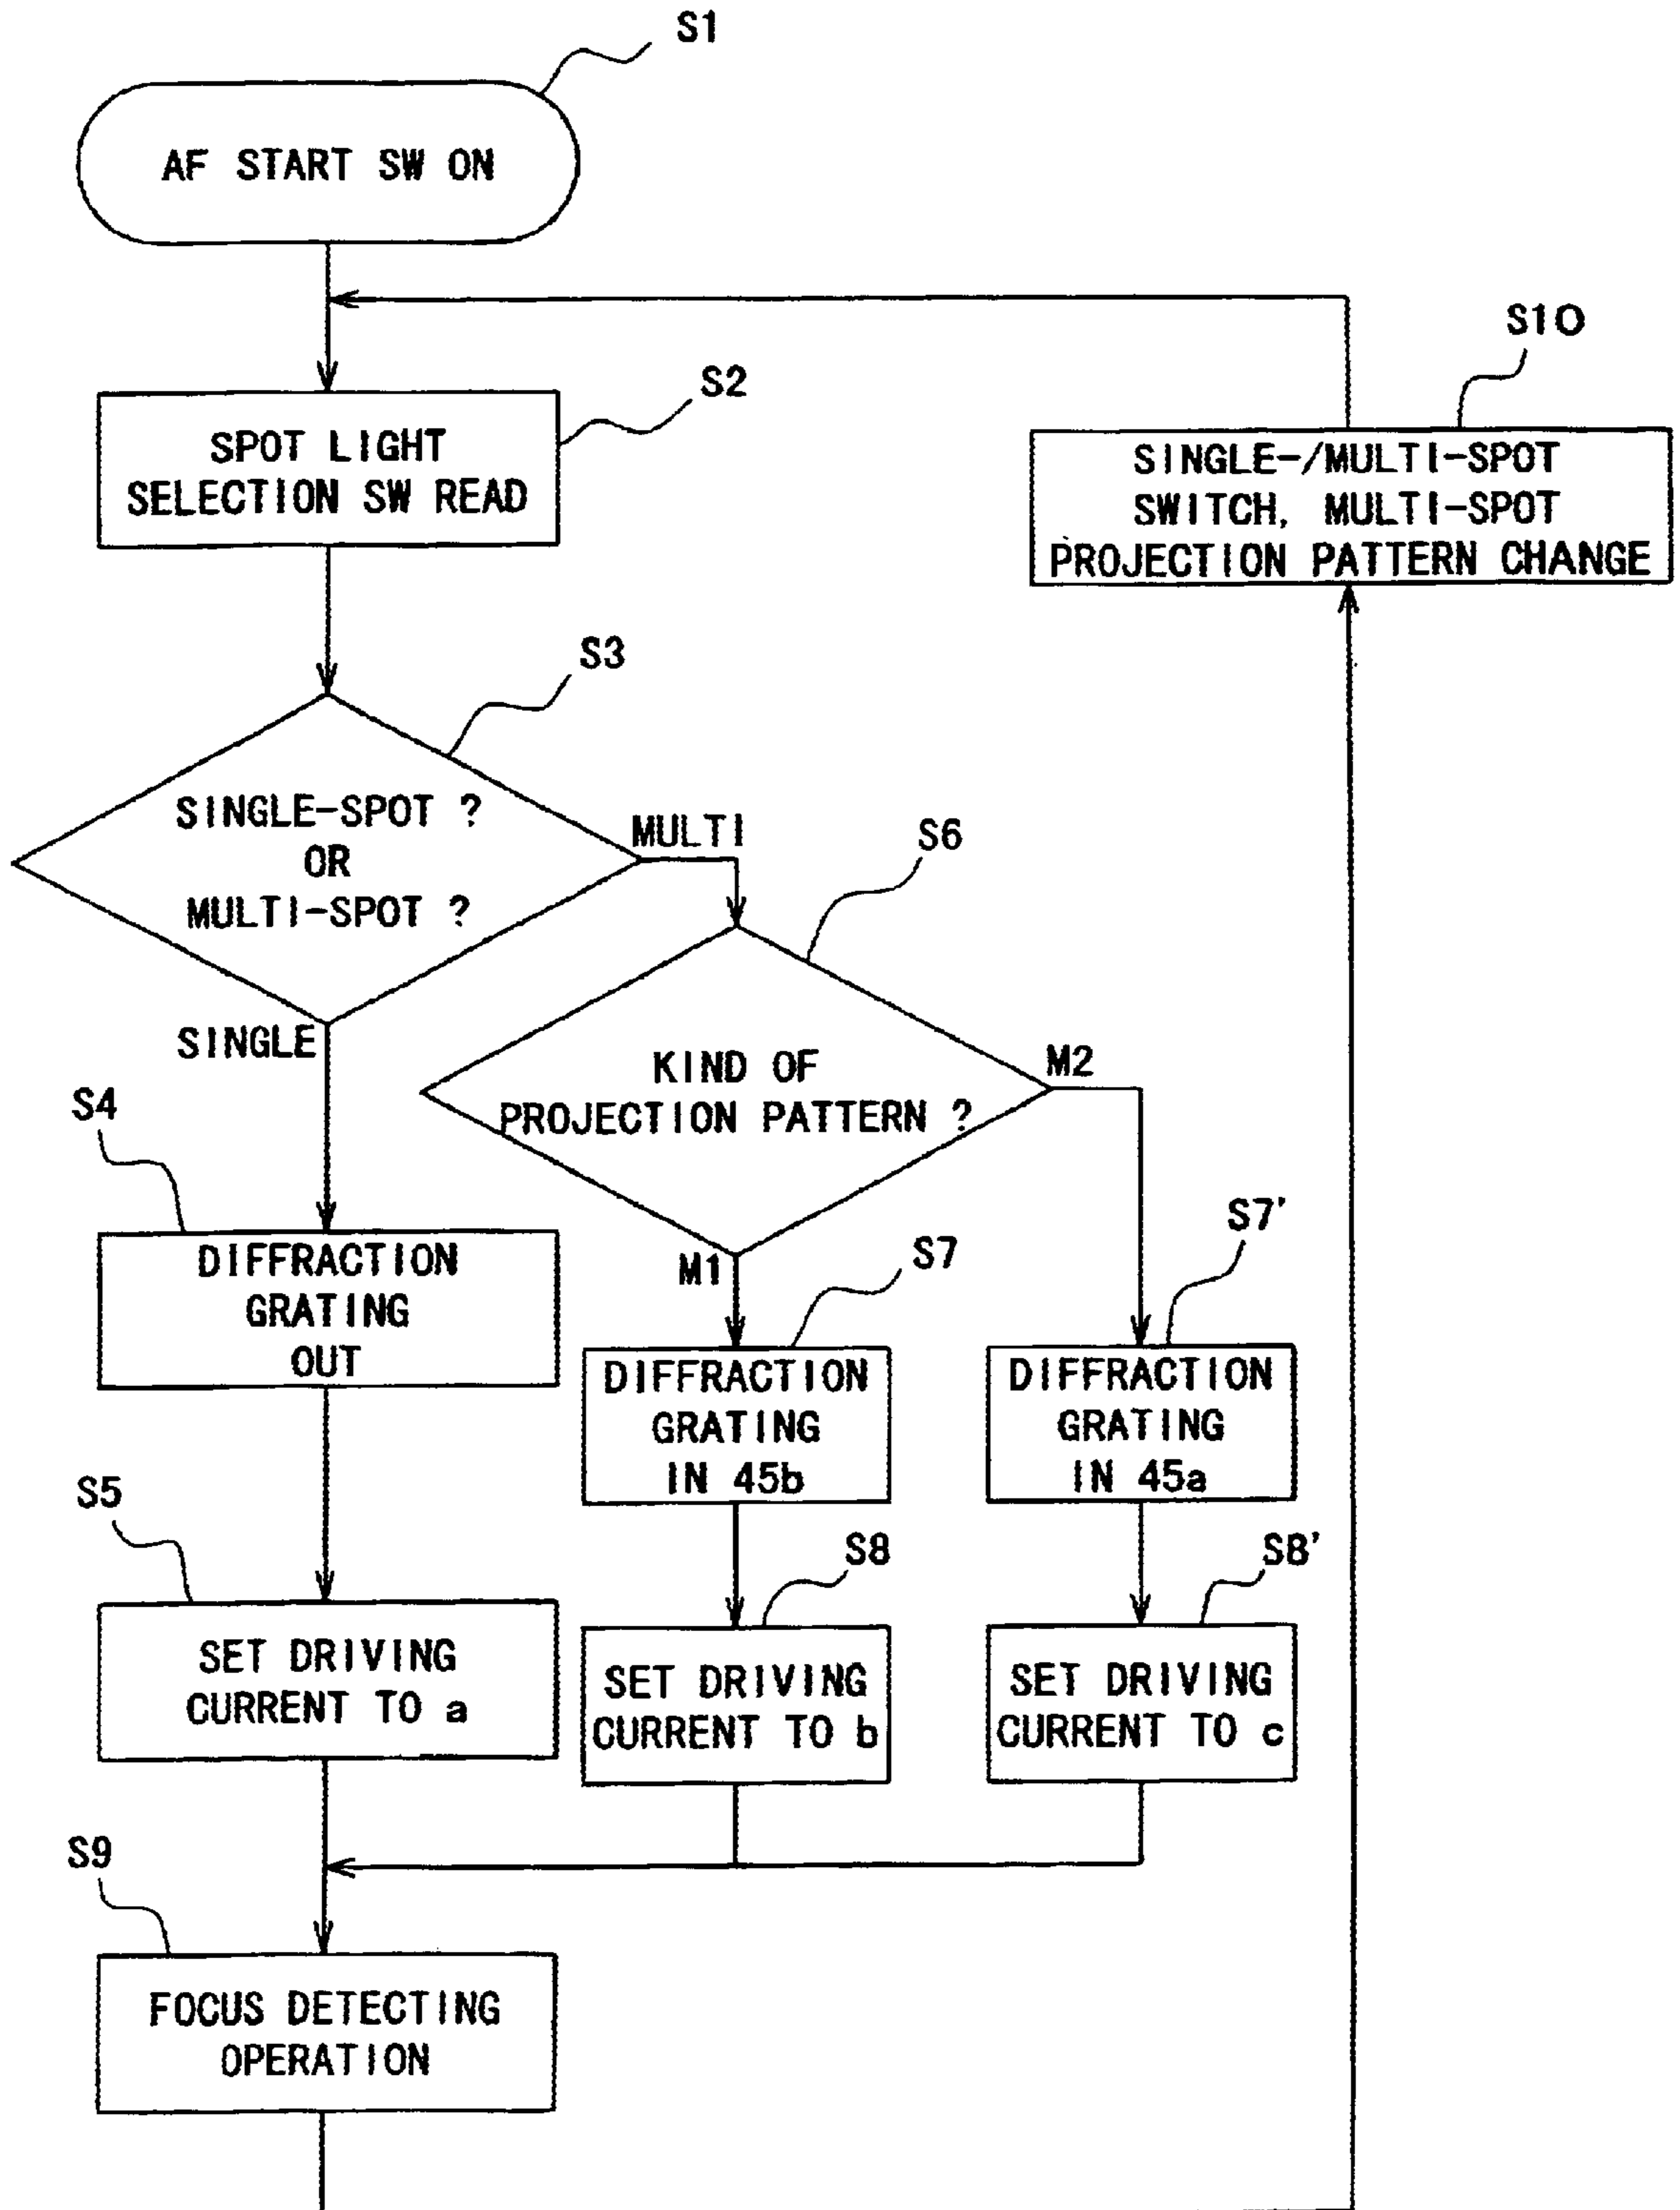 S1
AF START SW ON
S2
SPOT LIGHT
SELECTION SW READ
S10
SINGLE-/MULTI-SPOT
SWITCH, MULTI-SPOT
PROJECTION PATTERN CHANGE
S3
SINGLE-SPOT ?
OR
MULTI-SPOT ?
MULTI
SINGLE
S6
KIND OF
PROJECTION PATTERN ?
M2
M1
S4
DIFFRACTION
GRATING
OUT
S7
DIFFRACTION
GRATING
IN 45b
S7'
DIFFRACTION
GRATING
IN 45a
S5
SET DRIVING
CURRENT TO a
S8
SET DRIVING
CURRENT TO b
S8'
SET DRIVING
CURRENT TO c
S9
FOCUS DETECTING
OPERATION